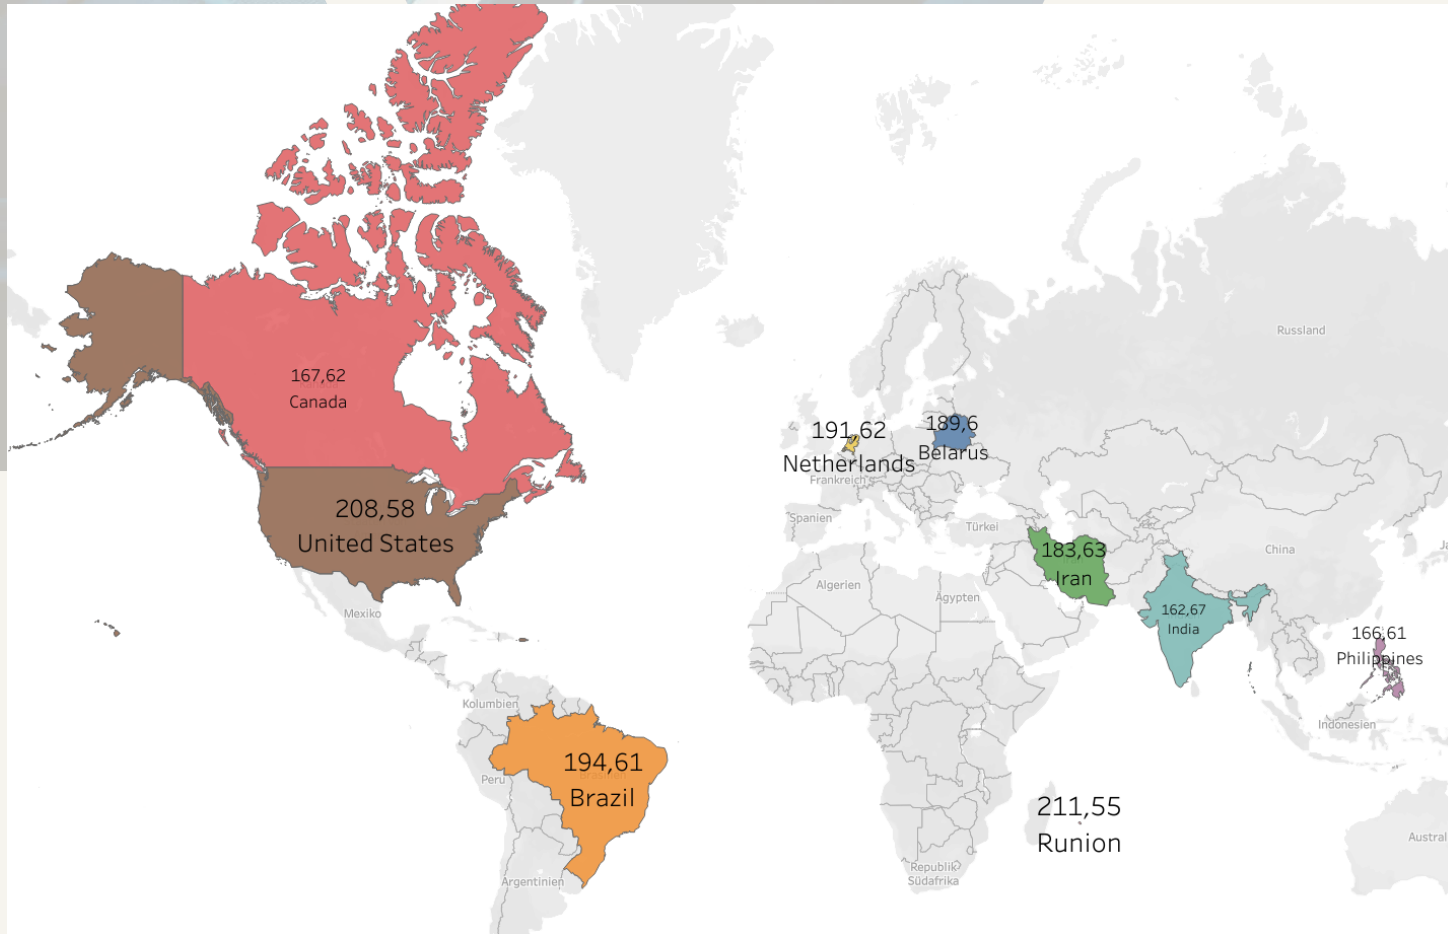 Russland
167,62
Canada
191,62
Netherlands
189,6
Belarus
Frankreich
208,58
United States
Spanien
Türkei
183,63
Iran
China
Algerien
Ägypten
Mexiko
162,67
India
166,61
Philippines
Kolumbien
Indonesien
194,61
Brazil
Peru
211,55
Runion
Austral
Republik
Südafrika
Argentinien